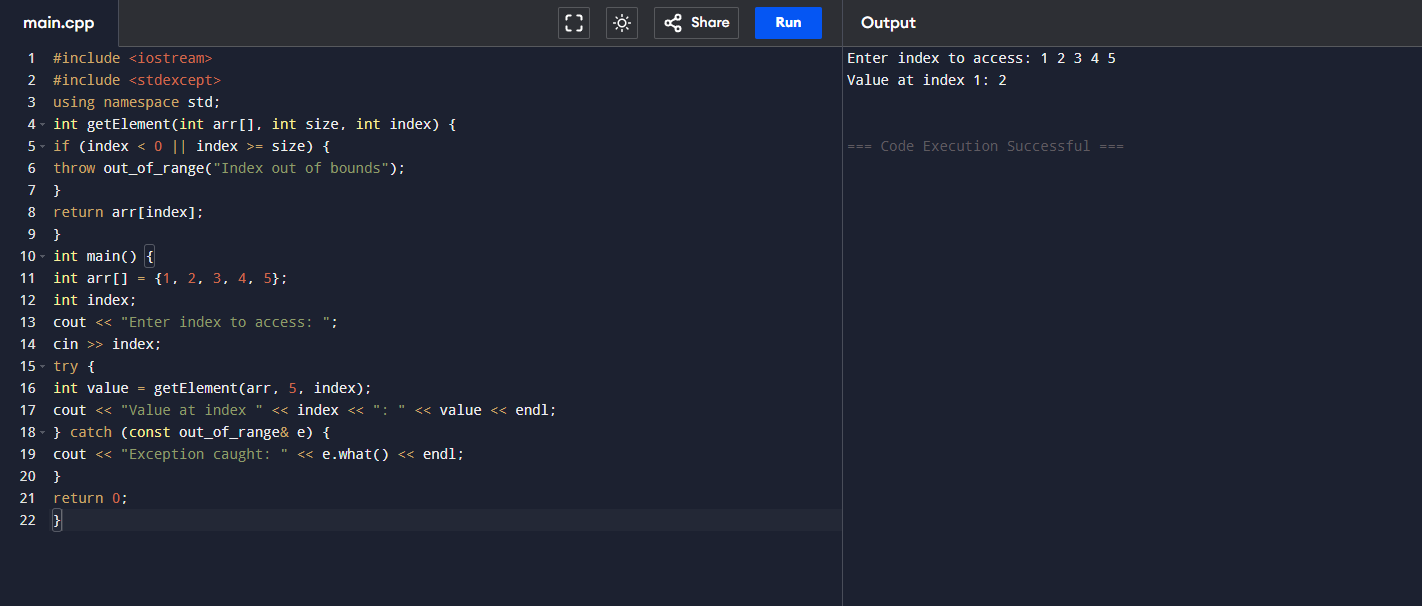 main.cpp
Share
Run
Output
1 #include <iostream>
2 #include <stdexcept>
3 using namespace std;
4 int getElement(int arr[], int size, int index) {
5 if (index < 0 || index >= size) {
6 throw out_of_range("Index out of bounds");
7 }
8 return arr[index];
9 }
10 int main() {
11 int arr[] = {1, 2, 3, 4, 5};
12 int index;
13 cout << "Enter index to access: ";
14 cin >> index;
15 try {
16 int value = getElement(arr, 5, index);
17 cout << "Value at index " << index << ": " << value << endl;
18 } catch (const out_of_range& e) {
19 cout << "Exception caught: " << e.what() << endl;
20 }
21 return 0;
22 }
Enter index to access: 1 2 3 4 5
Value at index 1: 2
=== Code Execution Successful ===